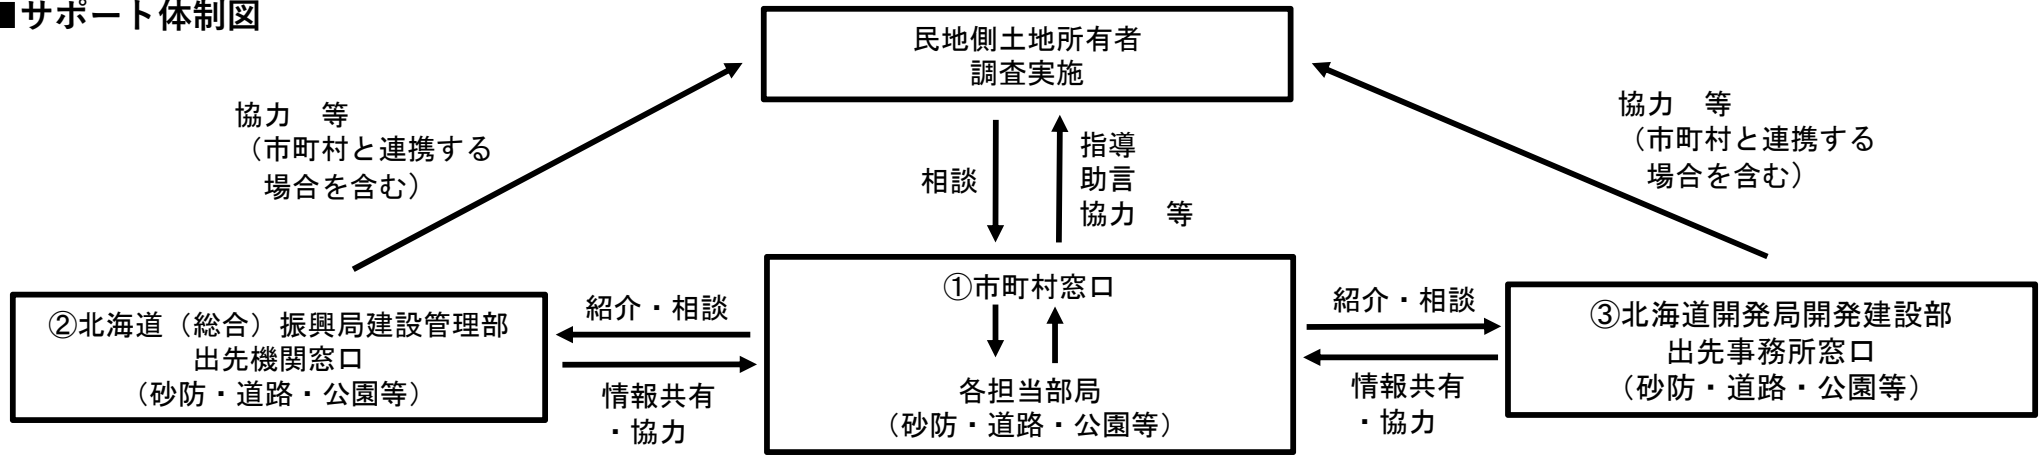 ■サポート体制図
民地側土地所有者
調査実施
協力　等
（市町村と連携する
場合を含む）
相談
指導
助言
協力　等
協力　等
（市町村と連携する
場合を含む）
②北海道（総合）振興局建設管理部
出先機関窓口
（砂防・道路・公園等）
紹介・相談
情報共有
・協力
①市町村窓口
各担当部局
（砂防・道路・公園等）
紹介・相談
情報共有
・協力
③北海道開発局開発建設部
出先事務所窓口
（砂防・道路・公園等）